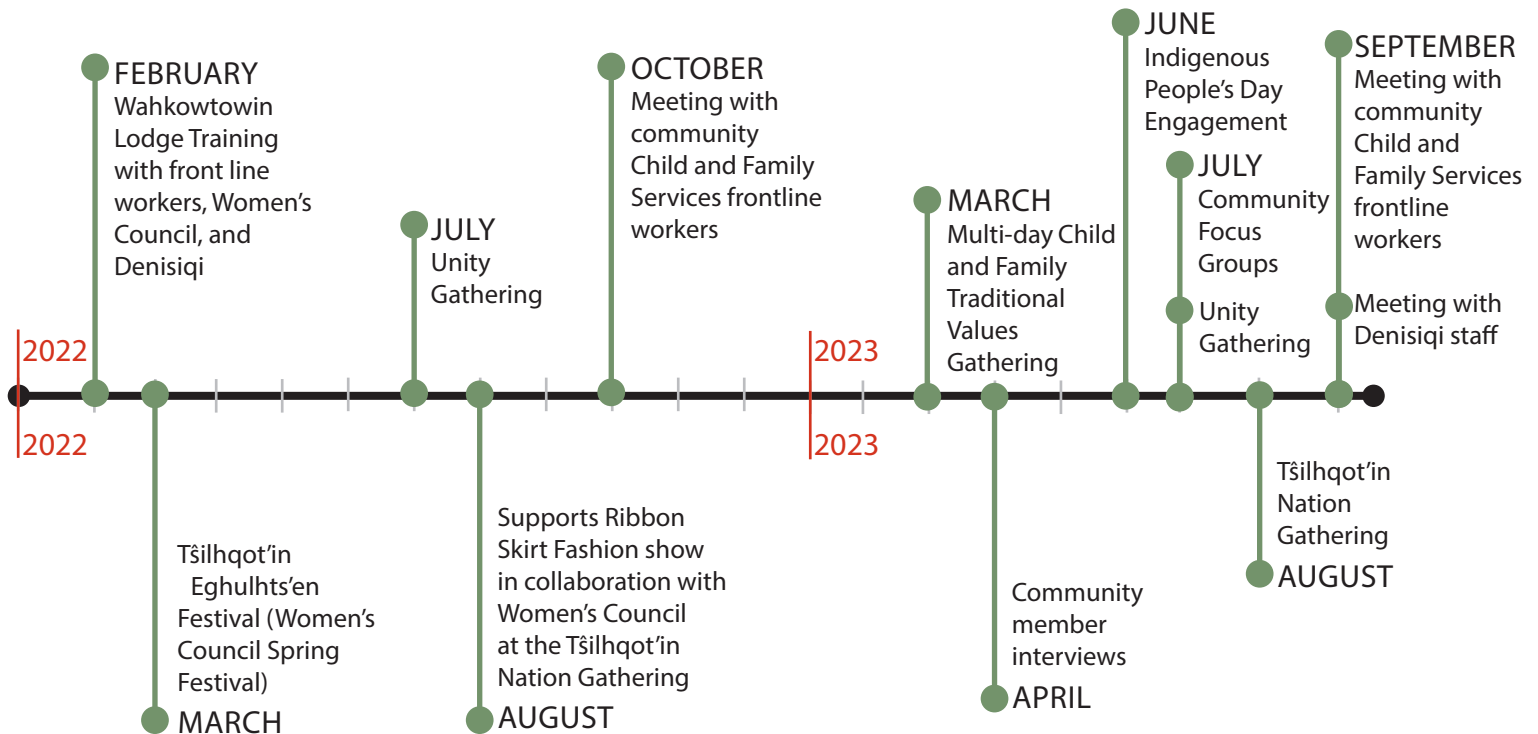 FEBRUARY
Wahkowtowin
Lodge Training
with front line
workers, Women's
Council, and
Denisiqi
JULY
Unity
Gathering
OCTOBER
Meeting with
community
Child and Family
Services frontline
workers
MARCH
Multi-day Child
and Family
Traditional
Values
Gathering
JUNE
Indigenous
People's Day
Engagement
JULY
Community
Focus
Groups
Unity
Gathering
SEPTEMBER
Meeting with
community
Child and
Family Services
frontline
workers
Meeting with
Denisiqi staff
2022
2023
2022
2023
Tŝilhqot'in
Eghulhts'en
Festival (Women's
Council Spring
Festival)
MARCH
Supports Ribbon
Skirt Fashion show
in collaboration with
Women's Council
at the Tŝilhqot'in
Nation Gathering
AUGUST
Community
member
interviews
APRIL
Tŝilhqot'in
Nation
Gathering
AUGUST